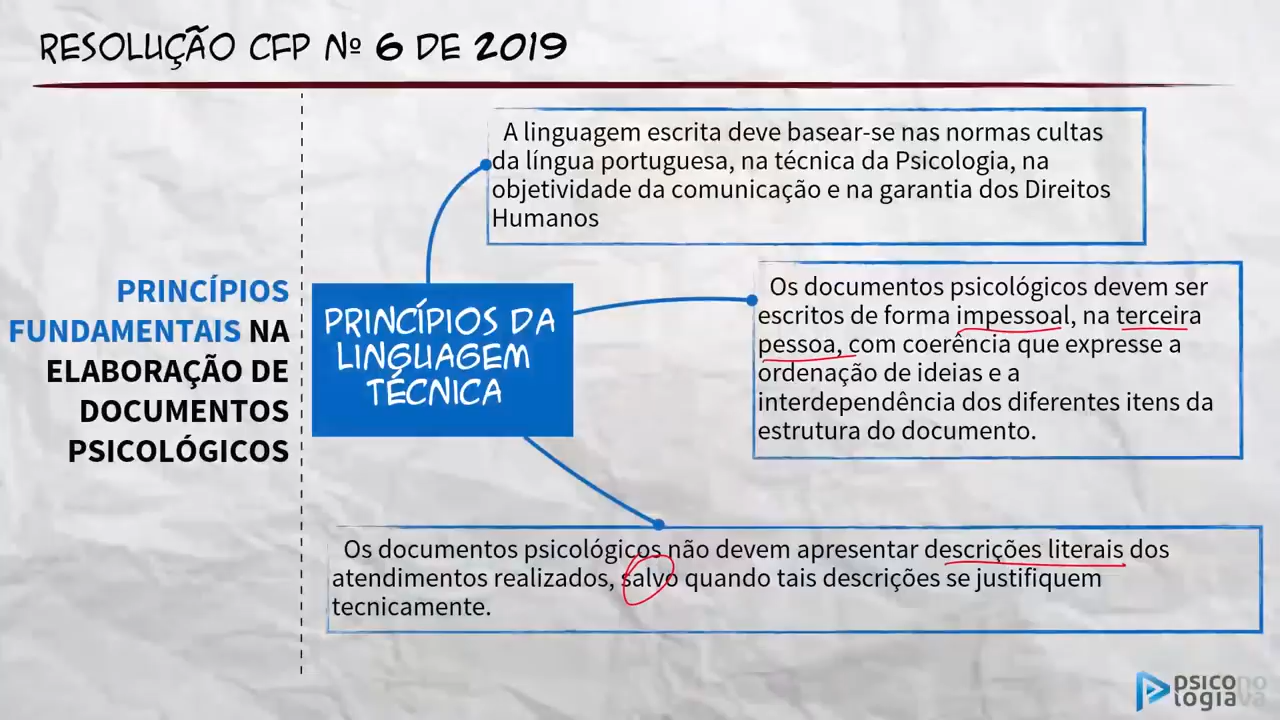 RESOLUÇÃO CFP Nº 6 DE 2019
PRINCÍPIOS
FUNDAMENTAIS NA
ELABORAÇÃO DE
DOCUMENTOS
PSICOLÓGICOS
PRINCÍPIOS DA
LINGUAGEM
TÉCNICA
A linguagem escrita deve basear-se nas normas cultas
da língua portuguesa, na técnica da Psicologia, na
objetividade da comunicação e na garantia dos Direitos
Humanos
Os documentos psicológicos devem ser
escritos de forma impessoal, na terceira
pessoa, com coerência que expresse a
ordenação de ideias e a
interdependência dos diferentes itens da
estrutura do documento.
Os documentos psicológicos não devem apresentar descrições literais dos
atendimentos realizados, salvo quando tais descrições se justifiquem
tecnicamente.
psicono
logiava